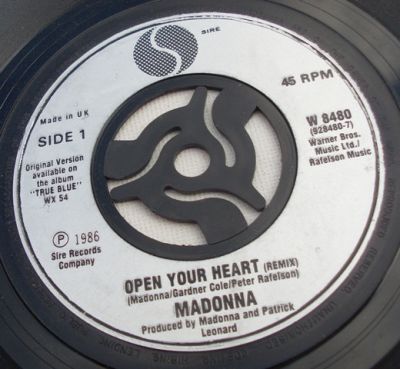 SIRE
45 RPM
Made in UK
SIDE 1
Original Version
available on
the album
"TRUE BLUE"
WX 54
W 8480
(928480-7)
Warner Bros.
Music Ltd./
Rafelson Music
P 1986
Sire Records
Company
OPEN YOUR HEART (REMIX)
(Madonna/Gardner Cole/Peter Rafelson)
MADONNA
Produced by Madonna and Patrick
Leonard